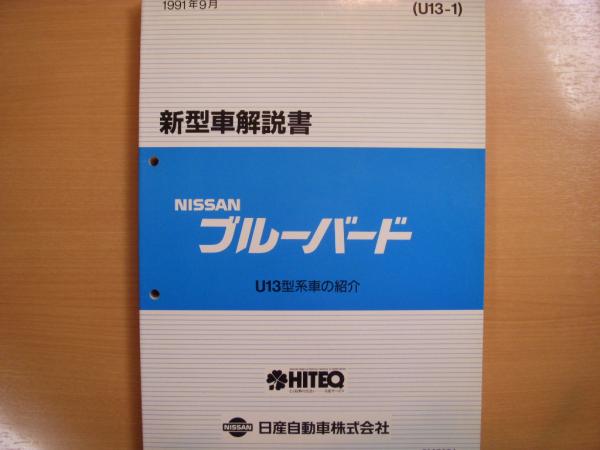 1991年9月
(U13-1)
新型車解説書
NISSAN
ブルーバード
U13型系車の紹介
HITEQ
NISSAN 日産自動車株式会社